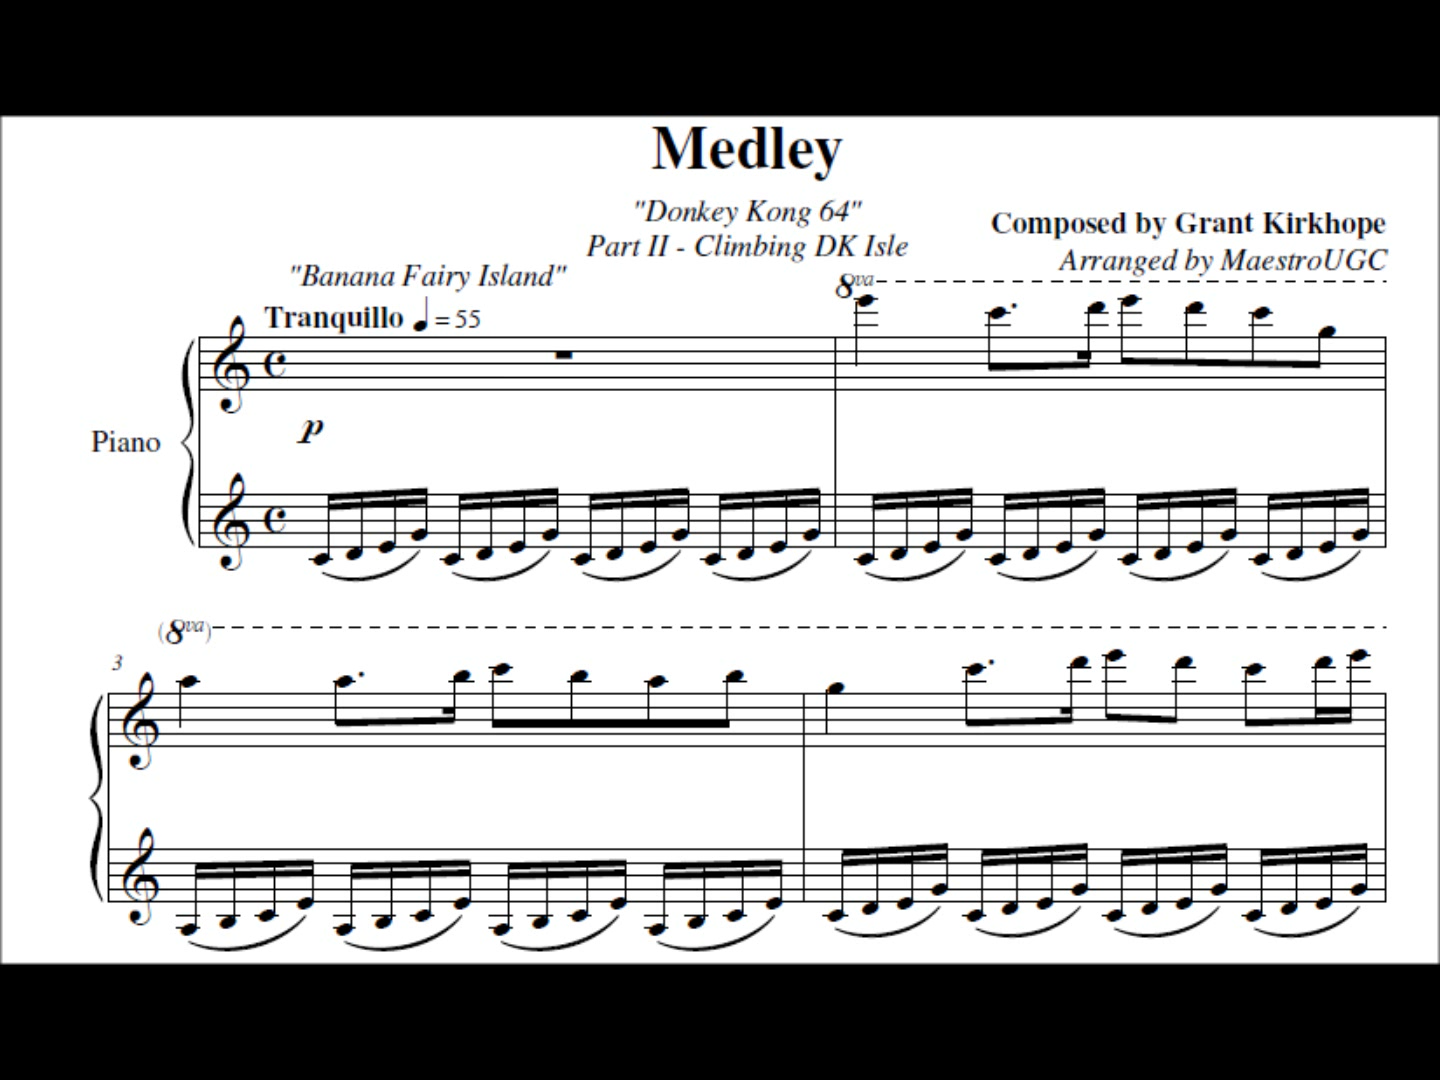 Medley
"Donkey Kong 64"
Part II - Climbing DK Isle
Composed by Grant Kirkhope
Arranged by MaestroUGC
"Banana Fairy Island"
Tranquillo ♩ = 55
8va
p
Piano
(8va)
3